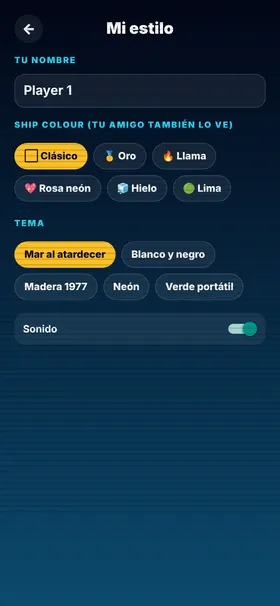 Mi estilo
TU NOMBRE
Player 1
SHIP COLOUR (TU AMIGO TAMBIÉN LO VE)
Clásico
Oro
Llama
Rosa neón
Hielo
Lima
TEMA
Mar al atardecer
Blanco y negro
Madera 1977
Neón
Verde portátil
Sonido